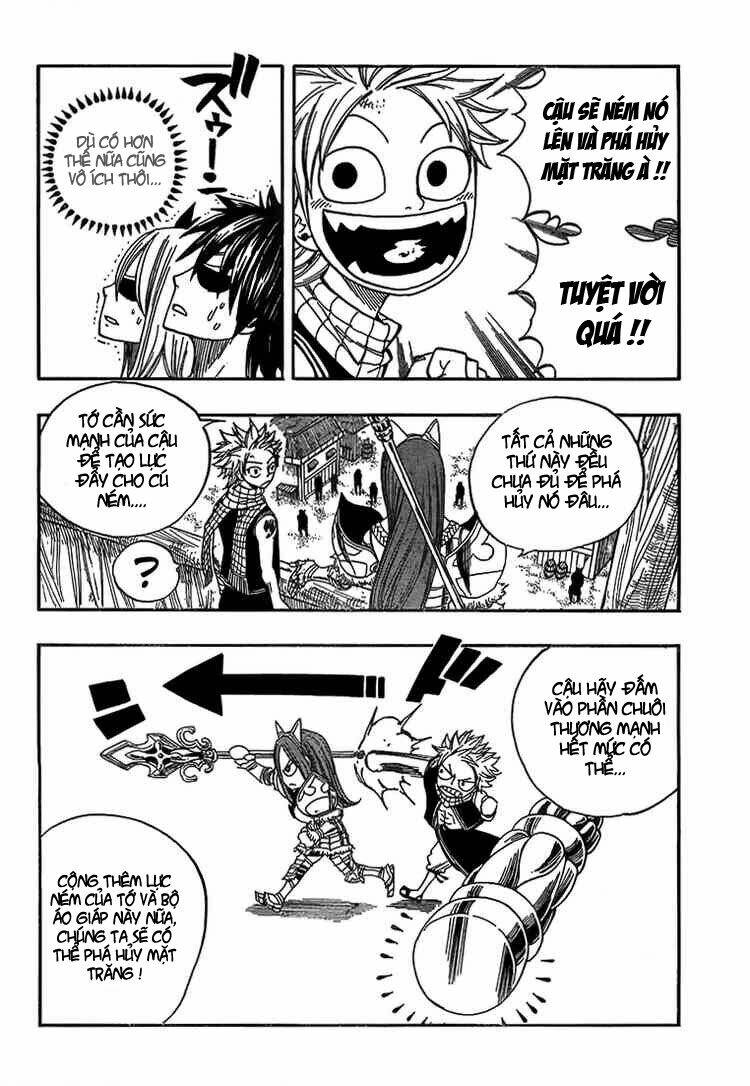 CẬU SẼ NÉM NÓ
LÊN VÀ PHÁ HỦY
MẶT TRĂNG À !!
TUYỆT VỜI
QUÁ !!
DÙ CÓ HƠN
THẾ NỮA CŨNG
VÔ ÍCH THÔI...
ズゥーン
TẤT CẢ NHỮNG
THỨ NÀY ĐỀU
CHƯA ĐỦ ĐỂ PHÁ
HỦY NÓ ĐÂU...
TỚ CẦN SỨC
MẠNH CỦA CẬU
ĐỂ TẠO LỰC
ĐẨY CHO CÚ
NÉM....
?
CẬU HÃY ĐẤM
VÀO PHẦN CHUÔI
THƯƠNG MẠNH
HẾT MỨC CÓ
THỂ...
CỘNG THÊM LỰC
NÉM CỦA TỚ VÀ BỘ
ÁO GIÁP NÀY NỮA,
CHÚNG TA SẼ CÓ
THỂ PHÁ HỦY MẶT
TRĂNG !